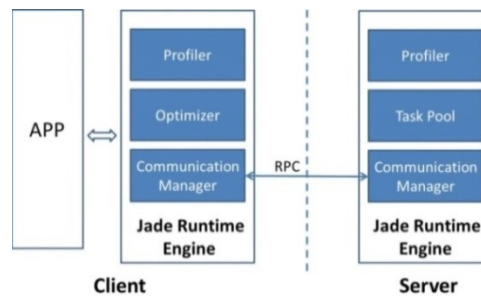 APP
Profiler
Optimizer
Communication
Manager
Jade Runtime
Engine
Client
RPC
Profiler
Task Pool
Communication
Manager
Jade Runtime
Engine
Server